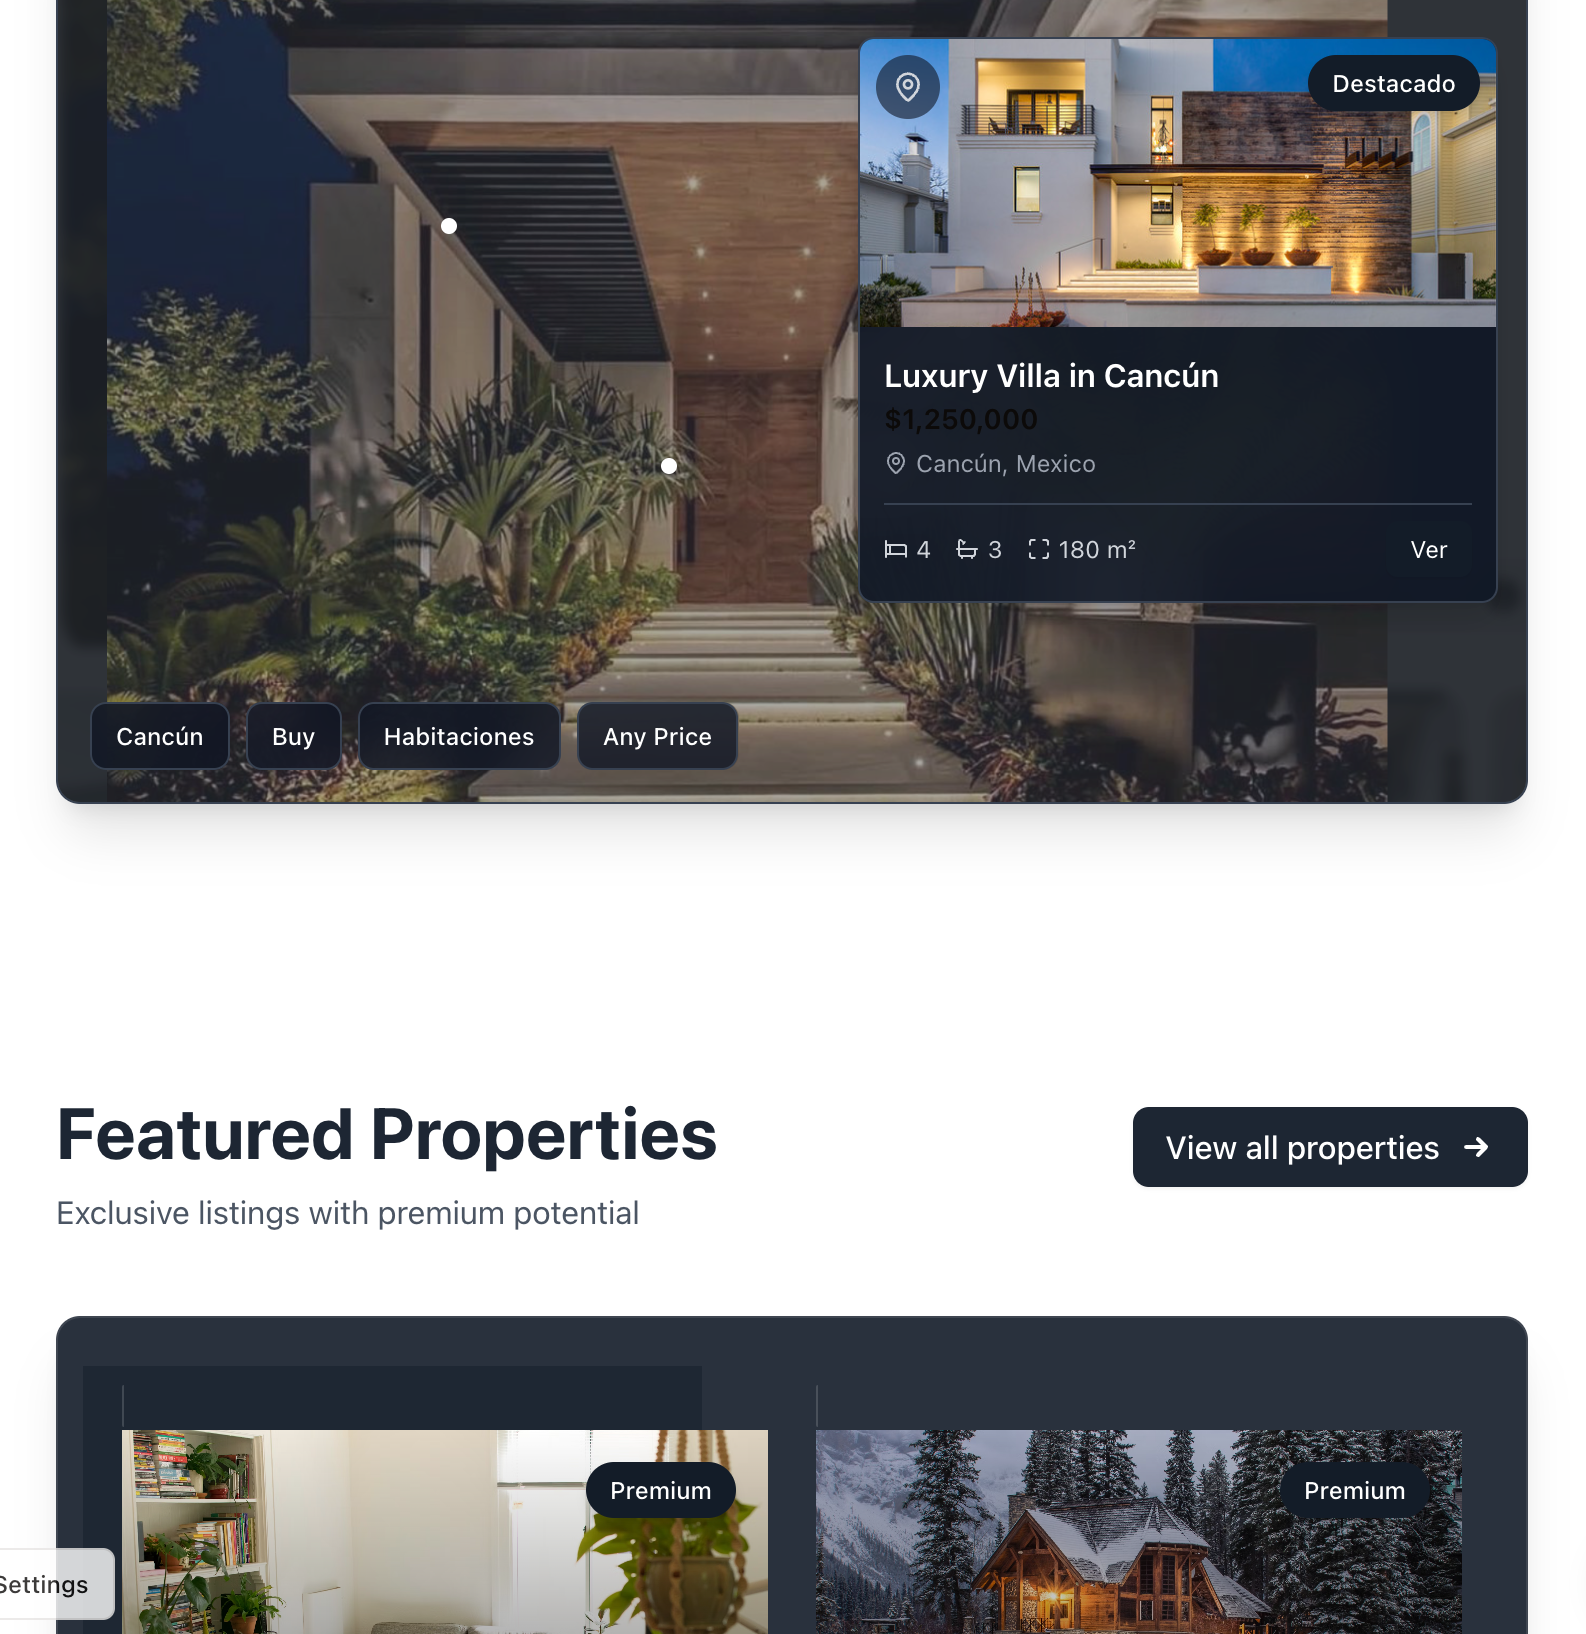 Destacado
Luxury Villa in Cancún
$1,250,000
Cancún, Mexico
4 3 180 m² Ver
Cancún Buy Habitaciones Any Price
Featured Properties
View all properties
Exclusive listings with premium potential
Premium Premium
Settings